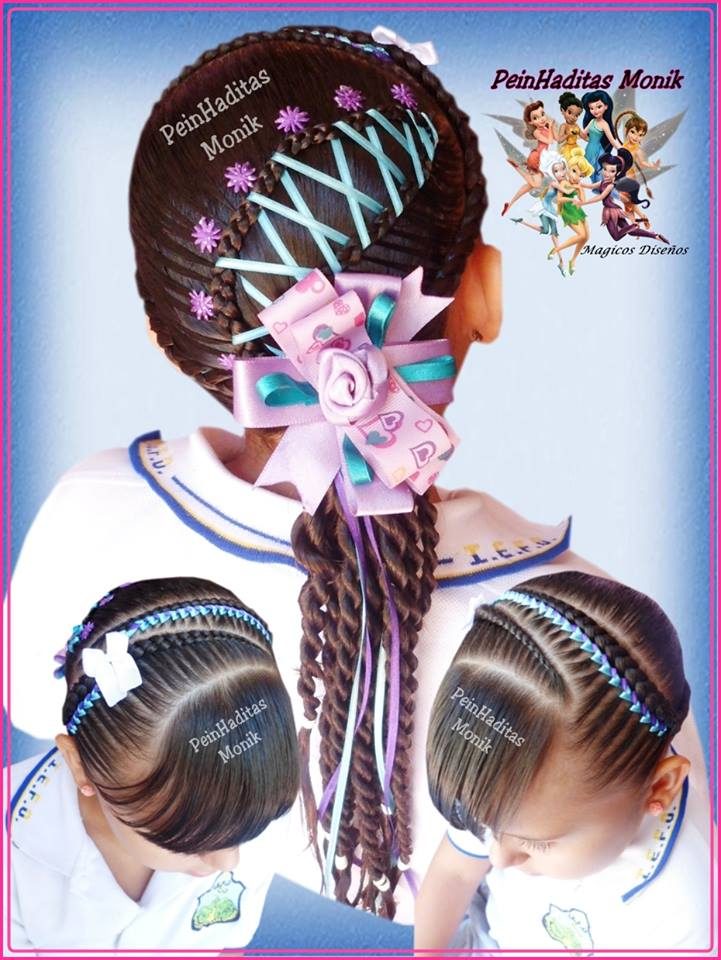 PeinHaditas
Monik
PeinHaditas Monik
Magicos Diseños
I.E.F.U.
PeinHaditas
Monik
PeinHaditas
Monik
I.E.F.U.